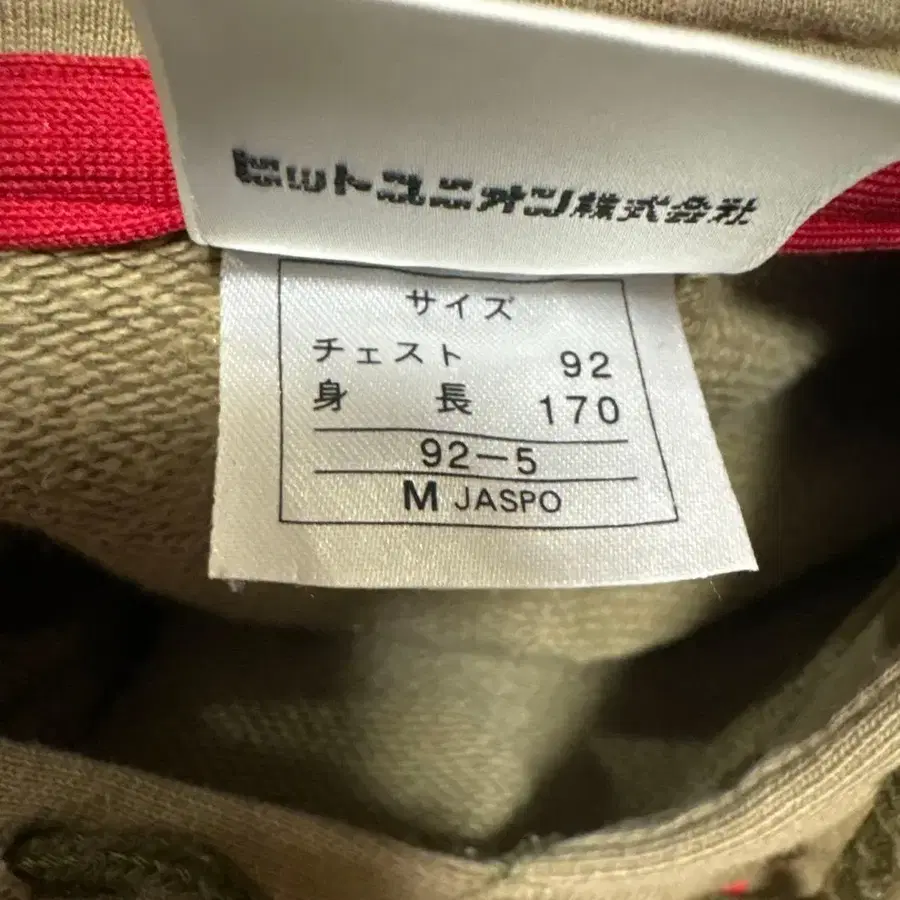 ヒットユニオン株式会社
サイズ
チェスト 92
身長 170
92-5
M JASPO